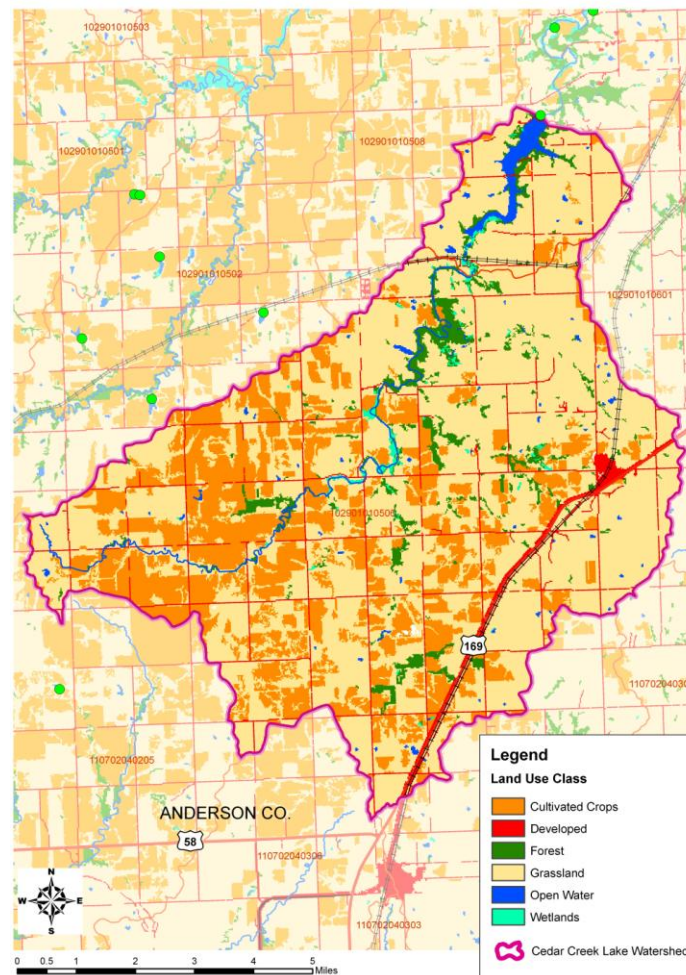 102901010503
102901010501
102901010508
102901010502
102901010601
102901010506
169
110702040205
ANDERSON CO.
58
110702040306
110702040303
Legend
Land Use Class
Cultivated Crops
Developed
Forest
Grassland
Open Water
Wetlands
Cedar Creek Lake Watershed
N
W E
S
0 0.5 1 2 3 4 5
Miles